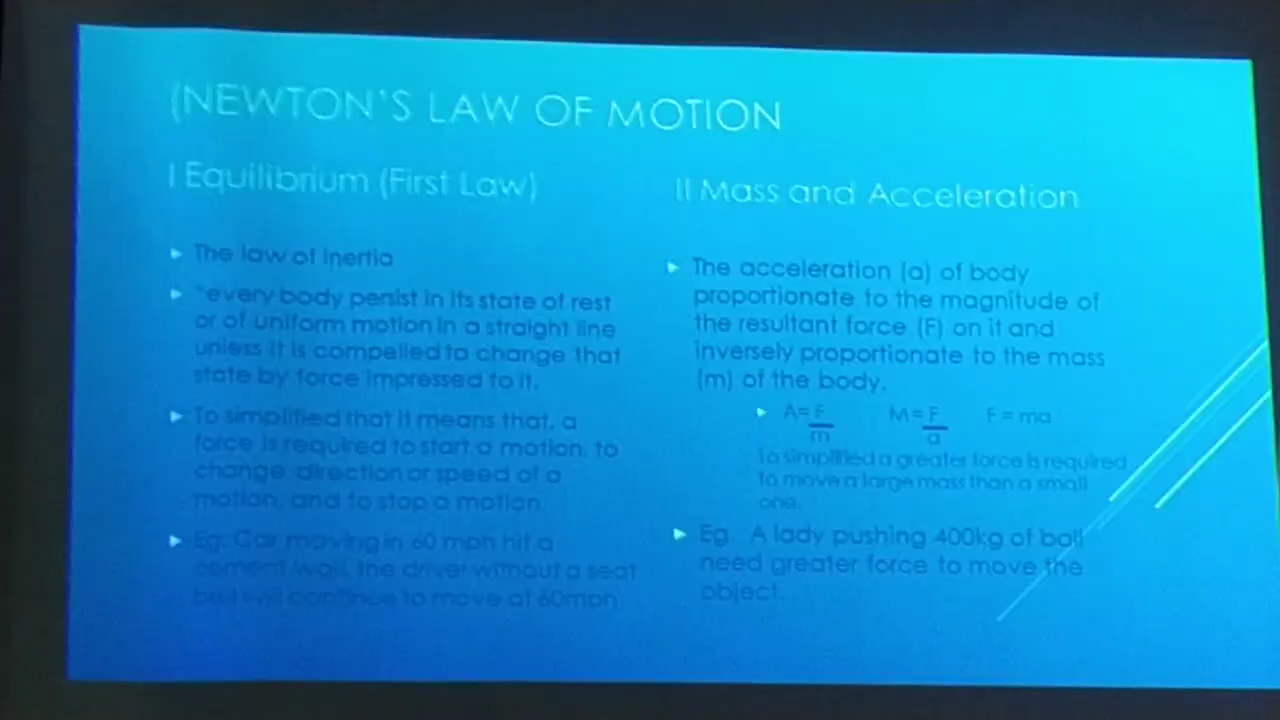 (NEWTON'S LAW OF MOTION
I Equilibrium (First Law)
The law of Inertia
"every body persist in its state of rest
or of uniform motion in a straight line
unless it is compelled to change that
state by force impressed to it.
To simplified that it means that, a
force is required to start a motion, to
change direction or speed of a
motion, and to stop a motion.
Eg. Car moving in 60 mph hit a
cement wall, the driver without a seat
belt will continue to move at 60mph
II Mass and Acceleration
The acceleration (a) of body
proportionate to the magnitude of
the resultant force (F) on it and
inversely proportionate to the mass
(m) of the body.
A= F M = F F = ma
m a
To simplified a greater force is required
to move a large mass than a small
one.
Eg. A lady pushing 400kg of ball
need greater force to move the
object.